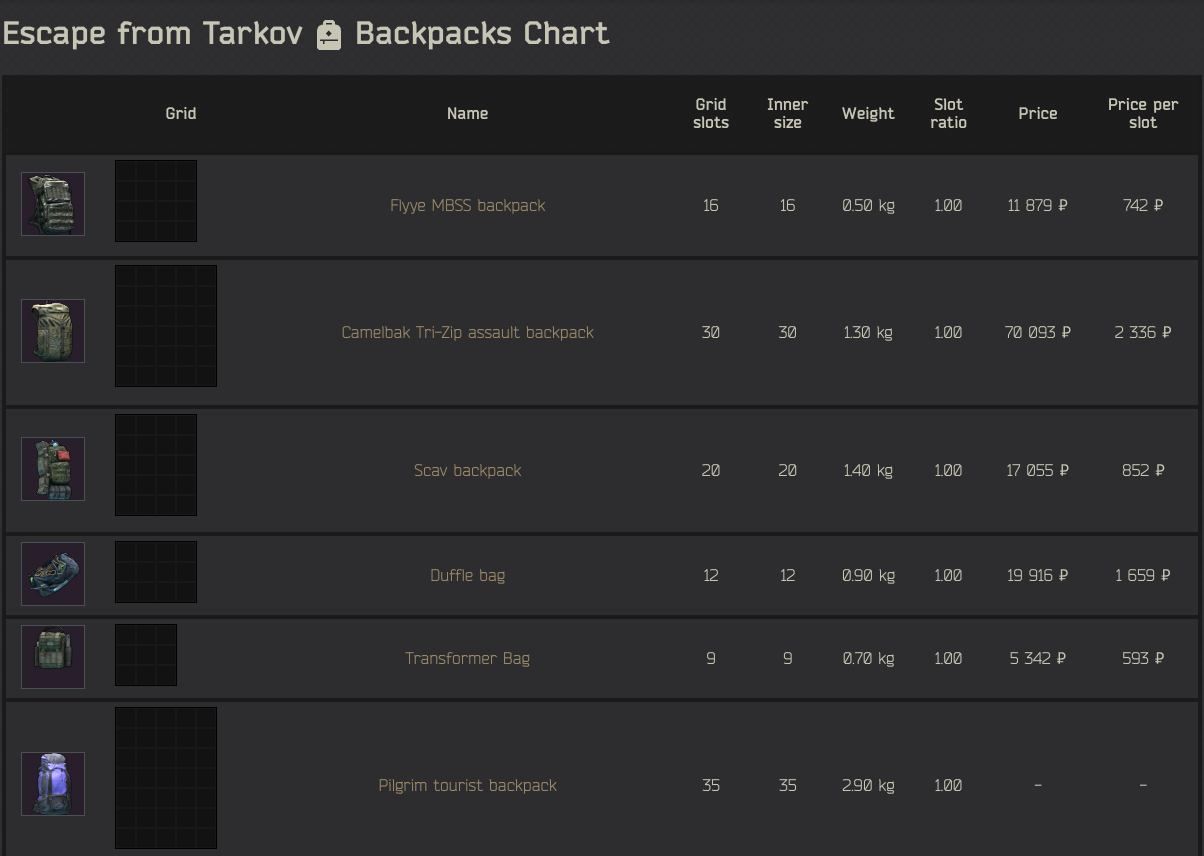 Escape from Tarkov Backpacks Chart
Grid Name Grid slots Inner size Weight Slot ratio Price Price per slot
Flyye MBSS backpack 16 16 0.50 kg 1.00 11 879 ₽ 742 ₽
Camelbak Tri-Zip assault backpack 30 30 1.30 kg 1.00 70 093 ₽ 2 336 ₽
Scav backpack 20 20 1.40 kg 1.00 17 055 ₽ 852 ₽
Duffle bag 12 12 0.90 kg 1.00 19 916 ₽ 1 659 ₽
Transformer Bag 9 9 0.70 kg 1.00 5 342 ₽ 593 ₽
Pilgrim tourist backpack 35 35 2.90 kg 1.00 - -